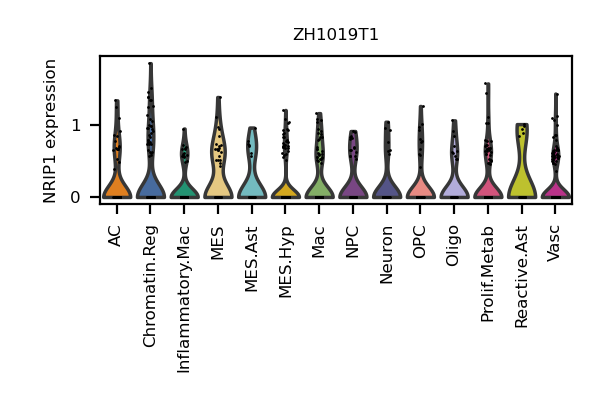 ZH1019T1
NRIP1 expression
1
0
AC
Chromatin.Reg
Inflammatory.Mac
MES
MES.Ast
MES.Hyp
Mac
NPC
Neuron
OPC
Oligo
Prolif.Metab
Reactive.Ast
Vasc